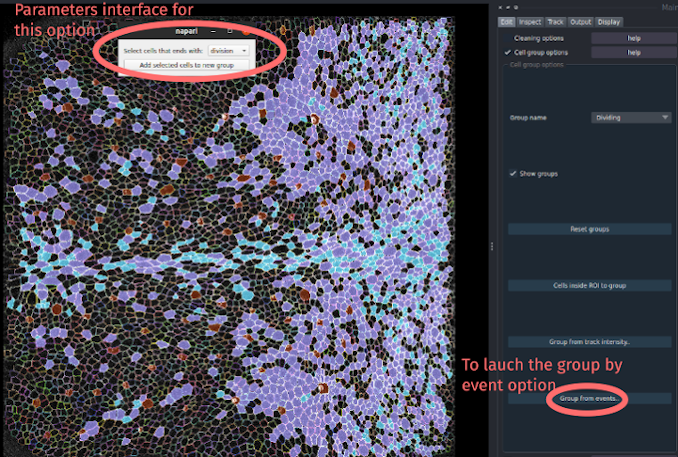 Parameters interface for
this option
napari
Select cells that ends with: division
Add selected cells to new group
Main
Edit Inspect Track Output Display
Cleaning options help
Cell group options help
Cell group options
Group name Dividing
Show groups
Reset groups
Cells inside ROI to group
Group from track intensity..
To lauch the group by
event option
Group from events..